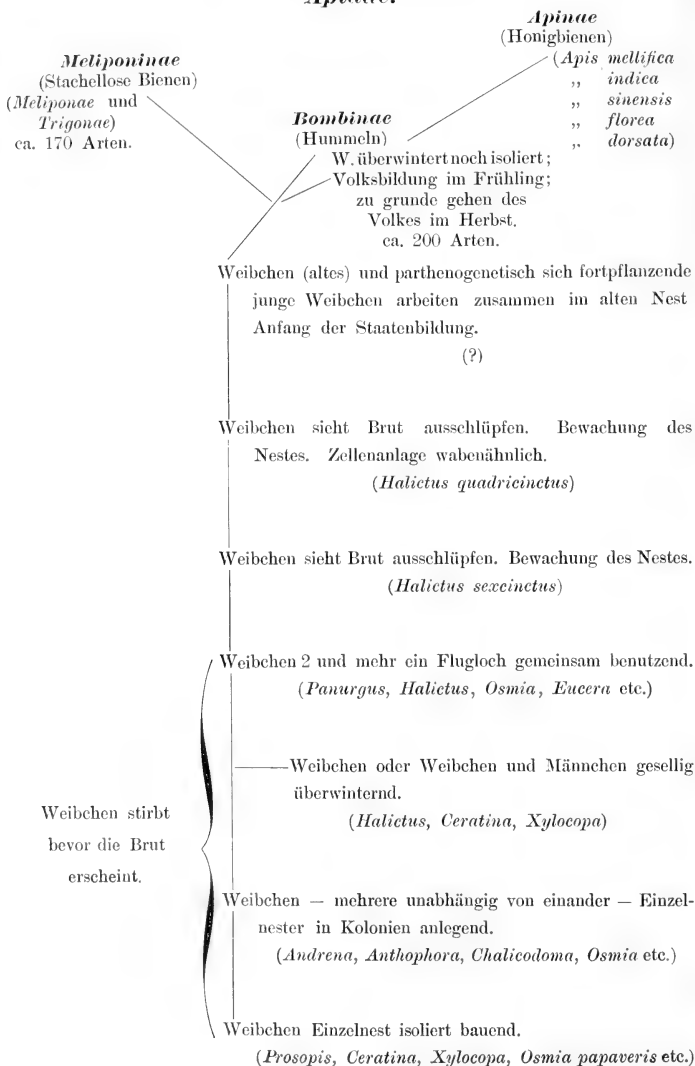 Apidae.
Apinae
(Honigbienen)
(Apis mellifica
„ indica
„ sinensis
„ florea
„ dorsata)
Meliponinae
(Stachellose Bienen)
(Meliponae und
Trigonae)
ca. 170 Arten.
Bombinae
(Hummeln)
W. überwintert noch isoliert;
Volksbildung im Frühling;
zu grunde gehen des
Volkes im Herbst.
ca. 200 Arten.
Weibchen (altes) und parthenogenetisch sich fortpflanzende
junge Weibchen arbeiten zusammen im alten Nest
Anfang der Staatenbildung.
(?)
Weibchen sieht Brut ausschlüpfen. Bewachung des
Nestes. Zellenanlage wabenähnlich.
(Halictus quadricinctus)
Weibchen sieht Brut ausschlüpfen. Bewachung des Nestes.
(Halictus sexcinctus)
Weibchen 2 und mehr ein Flugloch gemeinsam benutzend.
(Panurgus, Halictus, Osmia, Eucera etc.)
Weibchen oder Weibchen und Männchen gesellig
überwinternd.
(Halictus, Ceratina, Xylocopa)
Weibchen stirbt
bevor die Brut
erscheint.
Weibchen — mehrere unabhängig von einander — Einzel-
nester in Kolonien anlegend.
(Andrena, Anthophora, Chalicodoma, Osmia etc.)
Weibchen Einzelnest isoliert bauend.
(Prosopis, Ceratina, Xylocopa, Osmia papaveris etc.)